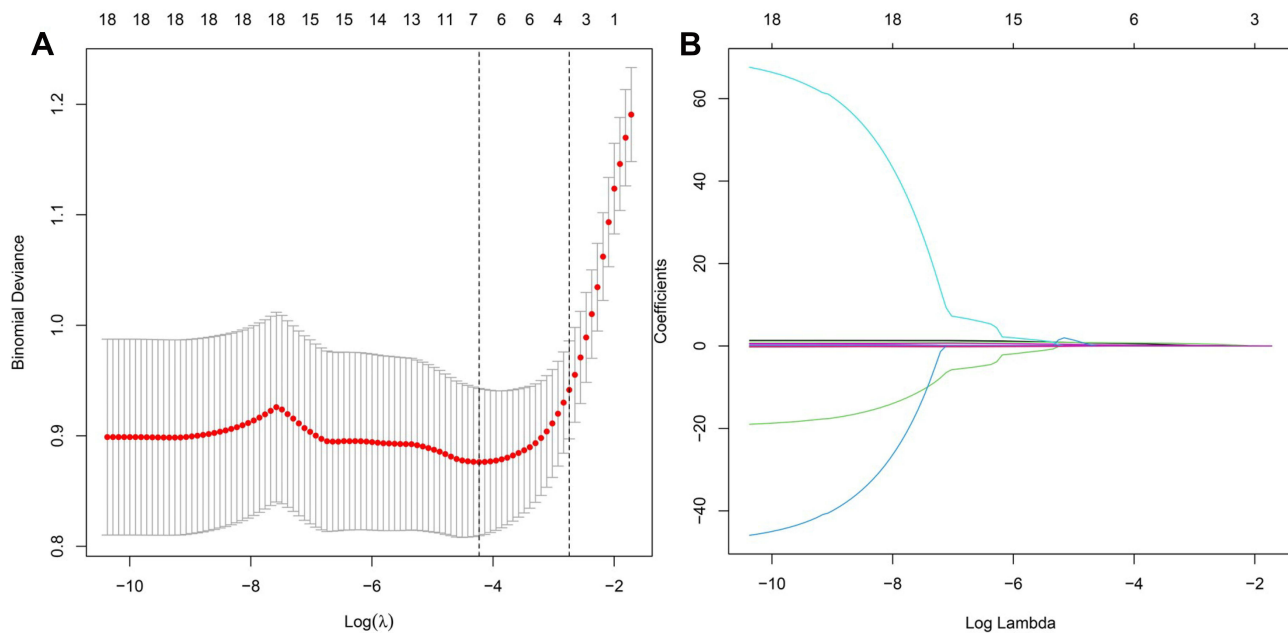 A
18 18 18 18 18 18 15 15 14 13 11 7 6 6 4 3 1
Binomial Deviance
1.2
1.1
1.0
0.9
0.8
−10 −8 −6 −4 −2
Log(λ)
B
18 18 15 6 3
Coefficients
60
40
20
0
−20
−40
−10 −8 −6 −4 −2
Log Lambda